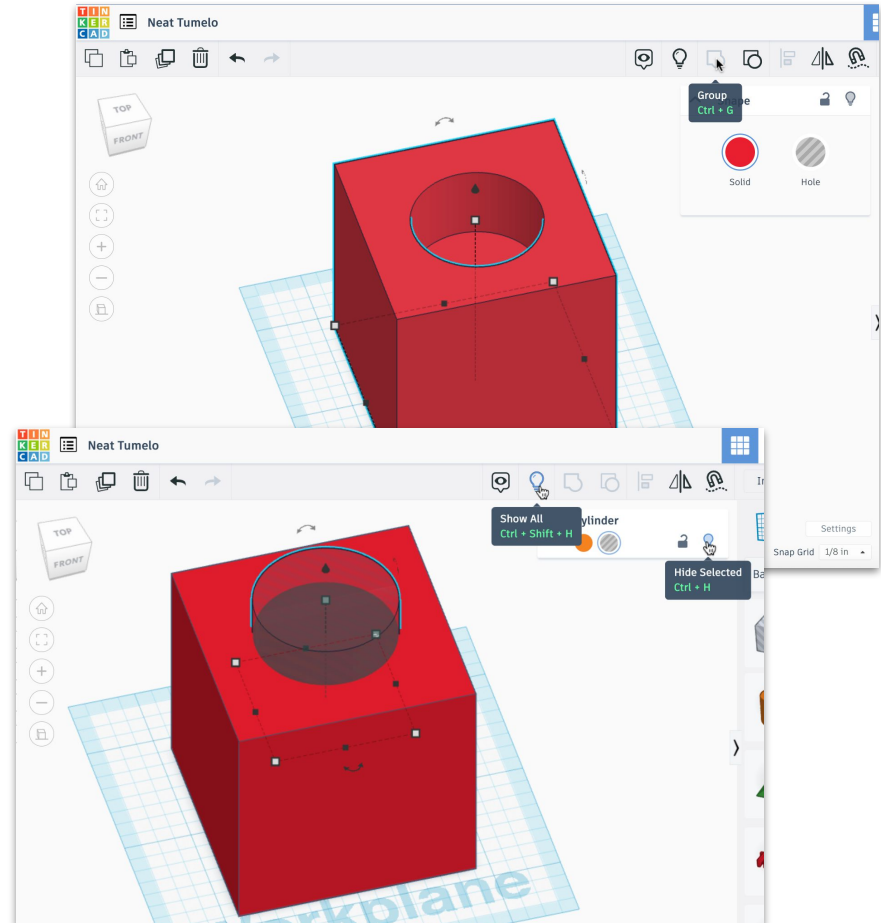 TIN
KER
CAD
Neat Tumelo
Group
Ctrl + G
TOP
FRONT
Solid
Hole
TIN
KER
CAD
Neat Tumelo
Show All
Ctrl + Shift + H
ylinder
Hide Selected
Ctrl + H
TOP
FRONT
Settings
Snap Grid 1/8 in
Ba